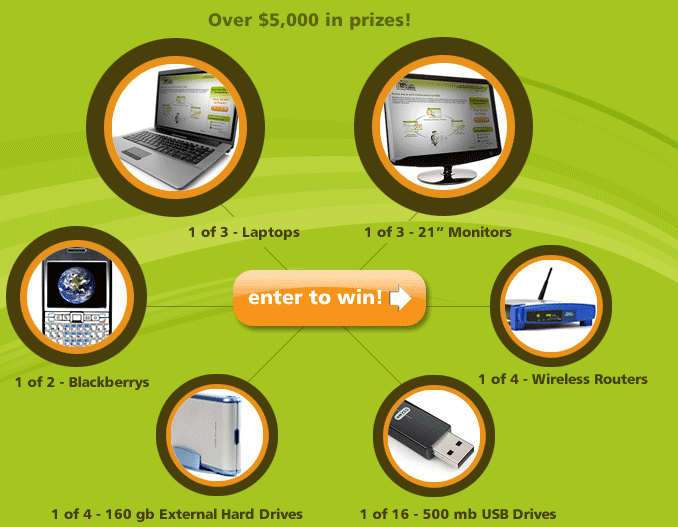 Over $5,000 in prizes!
1 of 3 - Laptops
1 of 3 - 21” Monitors
enter to win!
1 of 2 - Blackberrys
1 of 4 - Wireless Routers
1 of 4 - 160 gb External Hard Drives
1 of 16 - 500 mb USB Drives